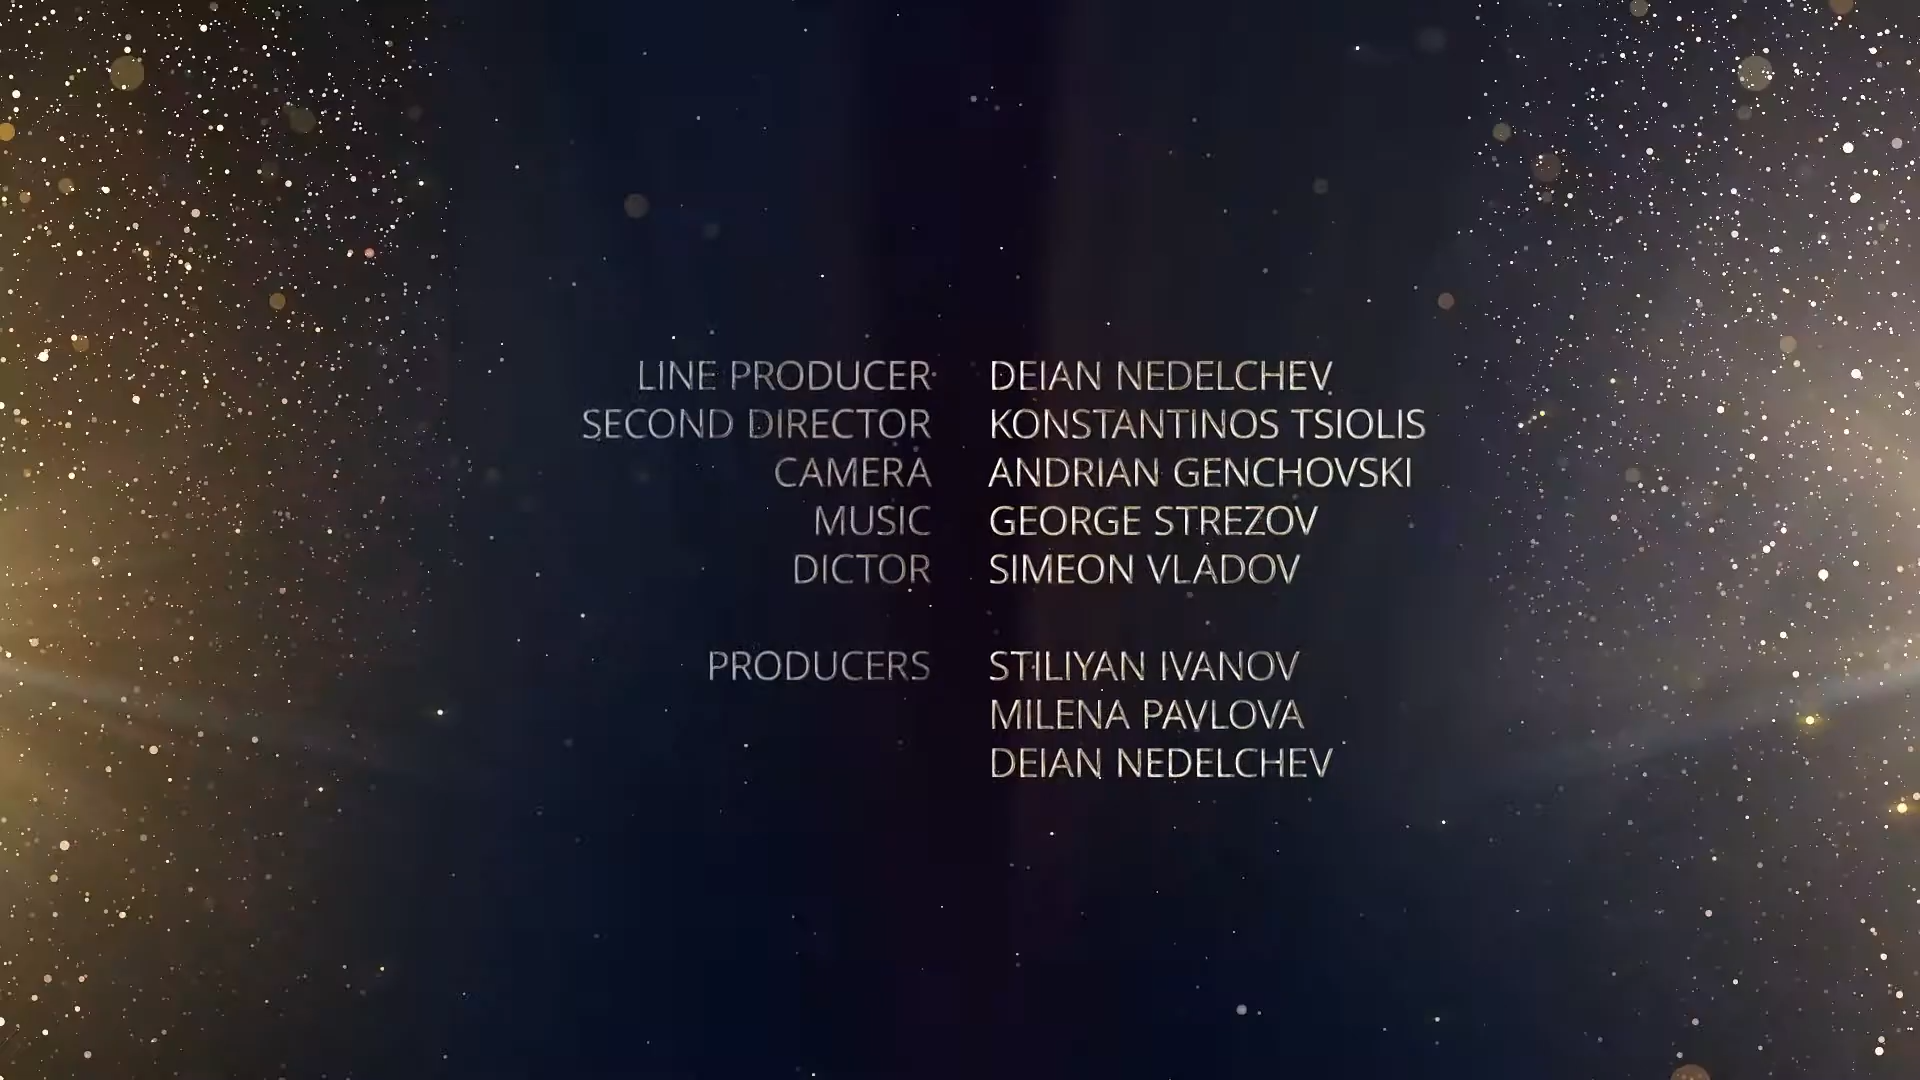 LINE PRODUCER DEIAN NEDELCHEV
SECOND DIRECTOR KONSTANTINOS TSIOLIS
CAMERA ANDRIAN GENCHOVSKI
MUSIC GEORGE STREZOV
DICTOR SIMEON VLADOV
PRODUCERS STILIYAN IVANOV
MILENA PAVLOVA
DEIAN NEDELCHEV